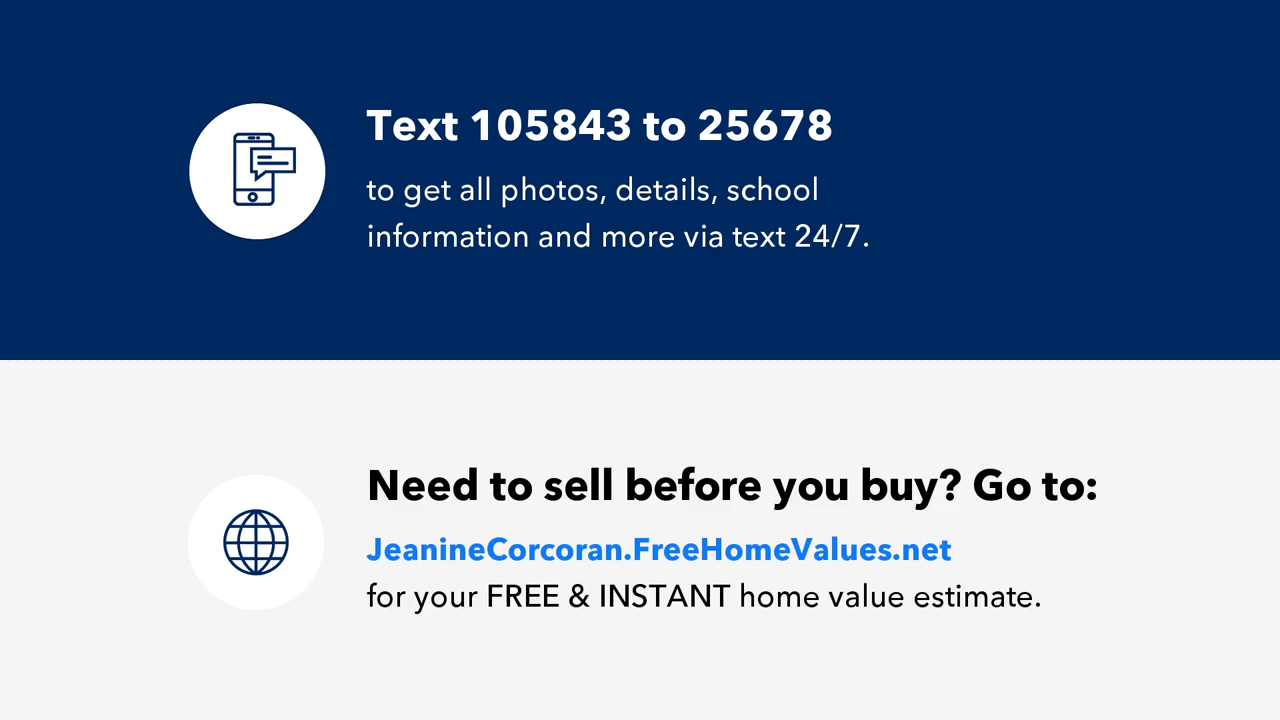 Text 105843 to 25678
to get all photos, details, school
information and more via text 24/7.
Need to sell before you buy? Go to:
JeanineCorcoran.FreeHomeValues.net
for your FREE & INSTANT home value estimate.